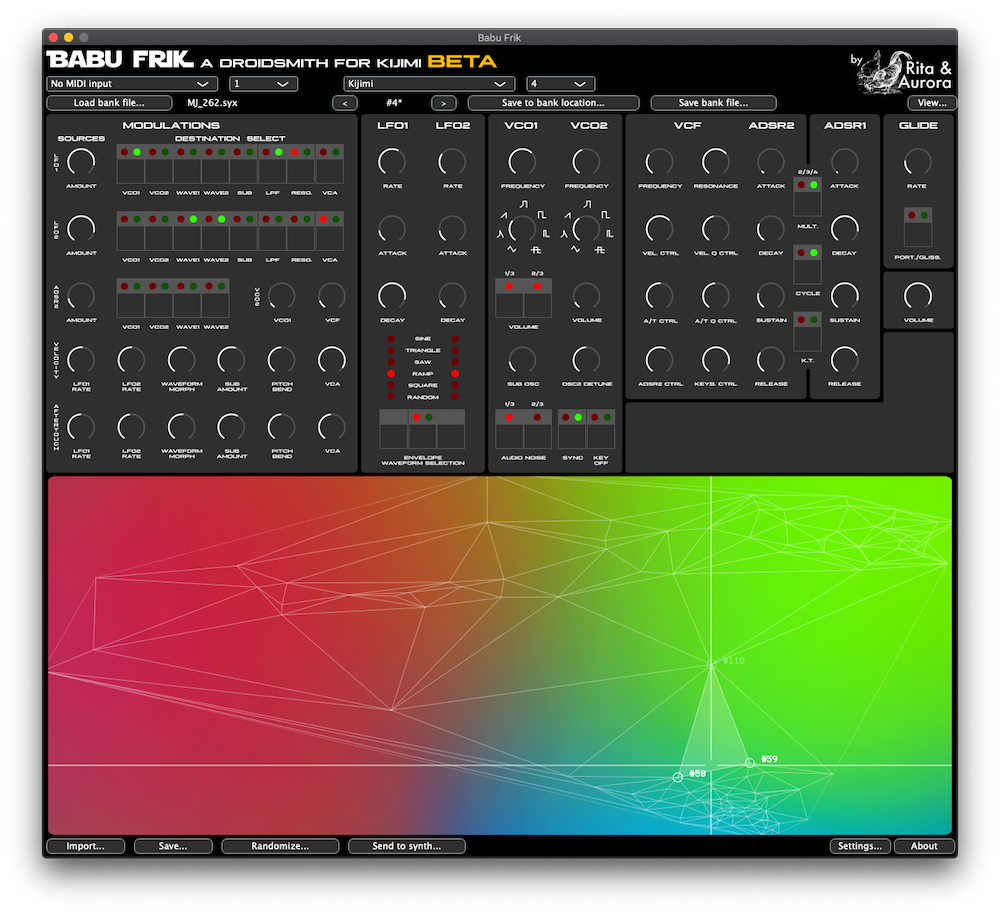 Babu Frik
BABU FRIK A DROIDSMITH FOR KIJIMI BETA
by Rita & Aurora
No MIDI input 1 Kijimi 4
Load bank file... MJ_262.syx < #4* > Save to bank location... Save bank file... View...
MODULATIONS LFO1 LFO2 VCO1 VCO2 VCF ADSR2 ADSR1 GLIDE
SOURCES DESTINATION SELECT
LFO1
AMOUNT VCO1 VCO2 WAVE1 WAVE2 SUB LPF RESO. VCA
RATE RATE FREQUENCY FREQUENCY FREQUENCY RESONANCE ATTACK ATTACK RATE
2/3/4
MULT.
LFO2
AMOUNT VCO1 VCO2 WAVE1 WAVE2 SUB LPF RESO. VCA
ATTACK ATTACK VEL. CTRL VEL. Q CTRL DECAY DECAY PORT./GLISS.
CYCLE
ADSR2
AMOUNT VCO1 VCO2 WAVE1 WAVE2
VCO2
VCO1 VCF
DECAY DECAY
1/3 2/3
VOLUME VOLUME
A/T CTRL A/T Q CTRL SUSTAIN SUSTAIN VOLUME
K.T.
VELOCITY
LFO1 RATE LFO2 RATE WAVEFORM MORPH SUB AMOUNT PITCH BEND VCA
SINE
TRIANGLE
SAW
RAMP
SQUARE
RANDOM
SUB OSC OSC2 DETUNE ADSR2 CTRL KEYB. CTRL RELEASE RELEASE
AFTERTOUCH
LFO1 RATE LFO2 RATE WAVEFORM MORPH SUB AMOUNT PITCH BEND VCA
ENVELOPE
WAVEFORM SELECTION
1/3 2/3
AUDIO NOISE SYNC KEY OFF
#110
#59
#58
Import... Save... Randomize... Send to synth... Settings... About